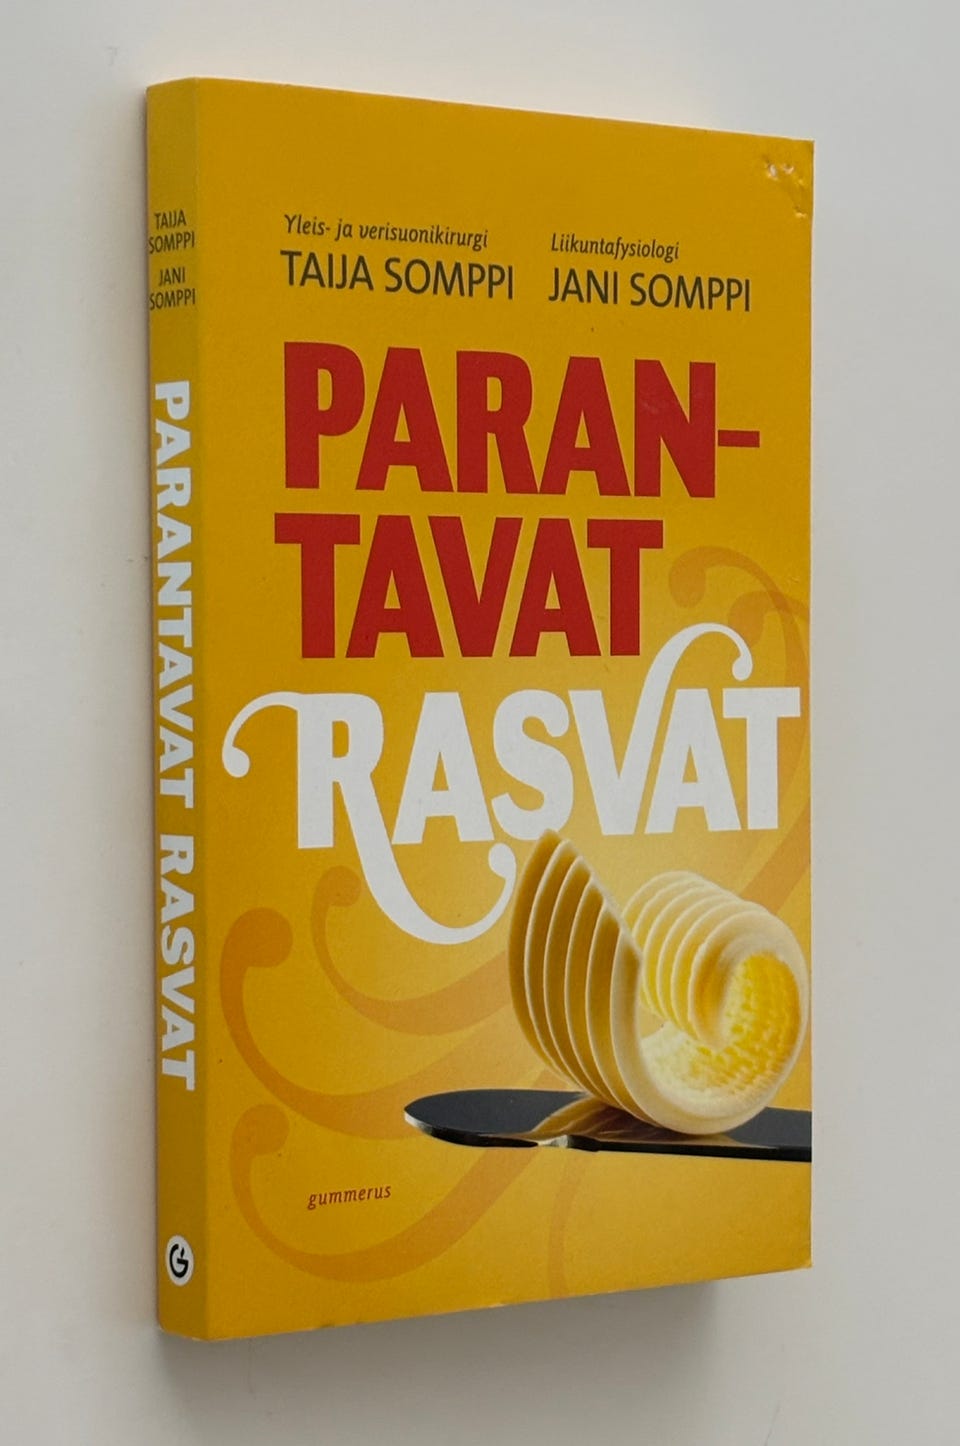 TAIJA
SOMPPI
JANI
SOMPPI
PARANTAVAT RASVAT
Yleis- ja verisuonikirurgi
TAIJA SOMPPI
Liikuntafysiologi
JANI SOMPPI
PARAN-
TAVAT
RASVAT
gummerus